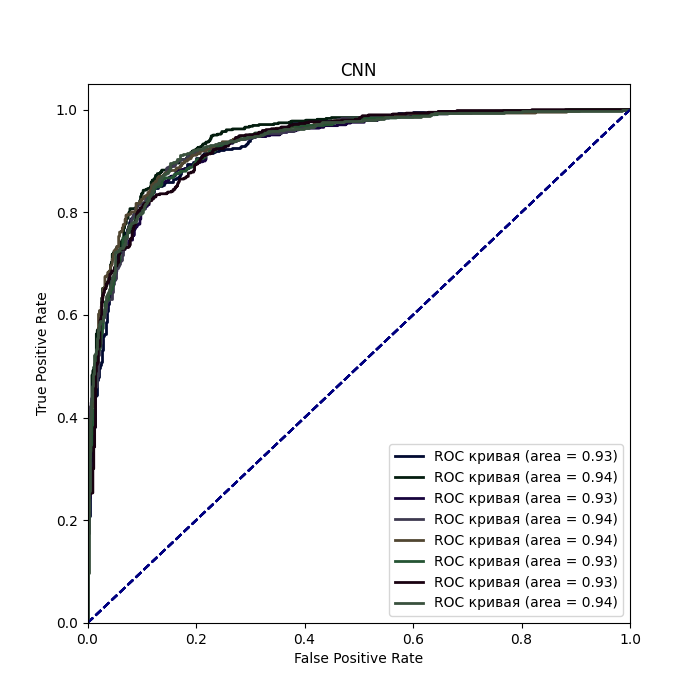 CNN
1.0
0.8
0.6
0.4
0.2
0.0
True Positive Rate
ROC кривая (area = 0.93)
ROC кривая (area = 0.94)
ROC кривая (area = 0.93)
ROC кривая (area = 0.94)
ROC кривая (area = 0.94)
ROC кривая (area = 0.93)
ROC кривая (area = 0.93)
ROC кривая (area = 0.94)
0.0 0.2 0.4 0.6 0.8 1.0
False Positive Rate